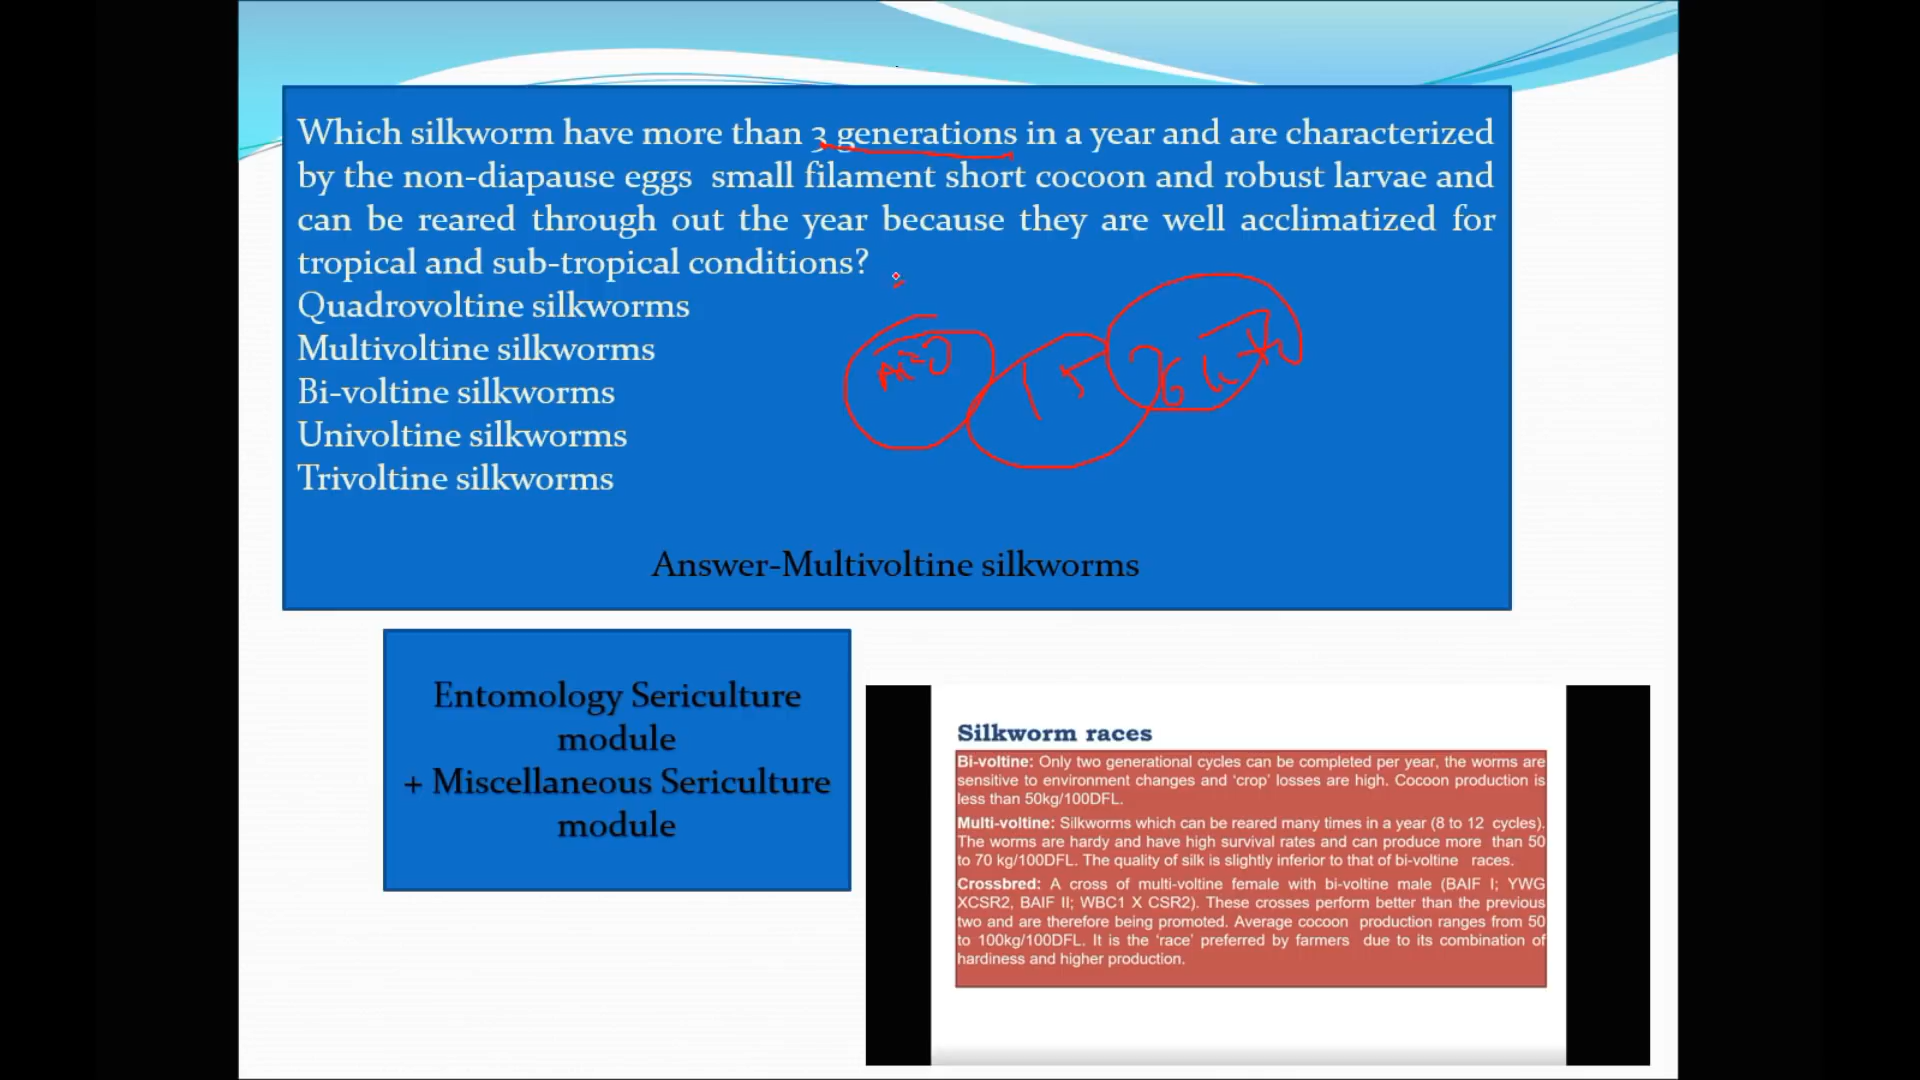 Which silkworm have more than 3 generations in a year and are characterized
by the non-diapause eggs small filament short cocoon and robust larvae and
can be reared through out the year because they are well acclimatized for
tropical and sub-tropical conditions?
Quadrovoltine silkworms
Multivoltine silkworms
Bi-voltine silkworms
Univoltine silkworms
Trivoltine silkworms
15
Answer-Multivoltine silkworms
Entomology Sericulture
module
+ Miscellaneous Sericulture
module
Silkworm races
Bi-voltine: Only two generational cycles can be completed per year, the worms are
sensitive to environment changes and ‘crop’ losses are high. Cocoon production is
less than 50kg/100DFL.
Multi-voltine: Silkworms which can be reared many times in a year (8 to 12 cycles).
The worms are hardy and have high survival rates and can produce more than 50
to 70 kg/100DFL. The quality of silk is slightly inferior to that of bi-voltine races.
Crossbred: A cross of multi-voltine female with bi-voltine male (BAIF I; YWG
XCSR2, BAIF II; WBC1 X CSR2). These crosses perform better than the previous
two and are therefore being promoted. Average cocoon production ranges from 50
to 100kg/100DFL. It is the ‘race’ preferred by farmers due to its combination of
hardiness and higher production.